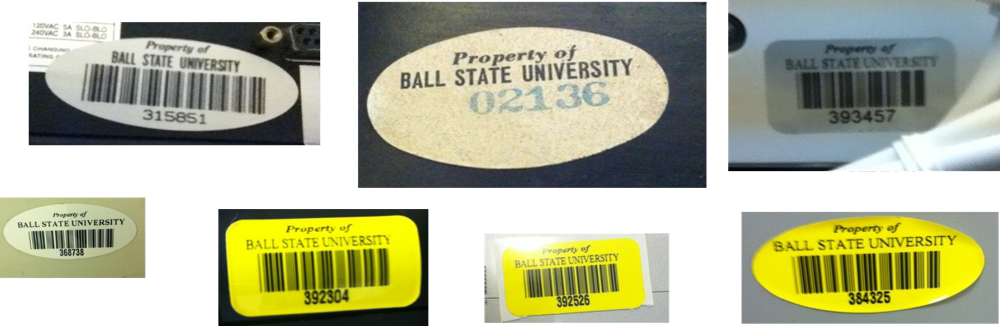 120VAC 5A SLO-BLO
240VAC 3A SLO-BLO
CHANGING
RATING
Property of
BALL STATE UNIVERSITY
315851
Property of
BALL STATE UNIVERSITY
02136
Property of
BALL STATE UNIVERSITY
393457
Property of
BALL STATE UNIVERSITY
368738
Property of
BALL STATE UNIVERSITY
392304
Property of
BALL STATE UNIVERSITY
392526
Property of
BALL STATE UNIVERSITY
384325